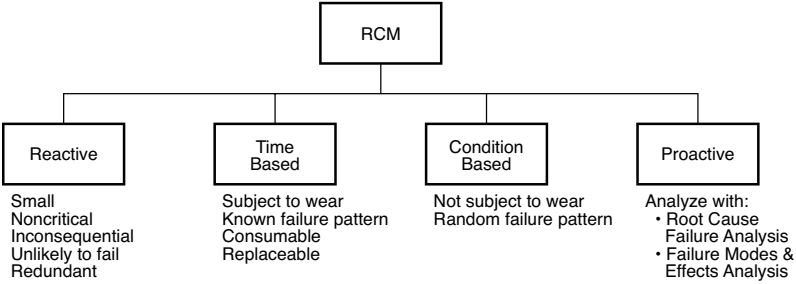 RCM
Reactive
Time
Based
Condition
Based
Proactive
Small
Noncritical
Inconsequential
Unlikely to fail
Redundant
Subject to wear
Known failure pattern
Consumable
Replaceable
Not subject to wear
Random failure pattern
Analyze with:
• Root Cause
Failure Analysis
• Failure Modes &
Effects Analysis